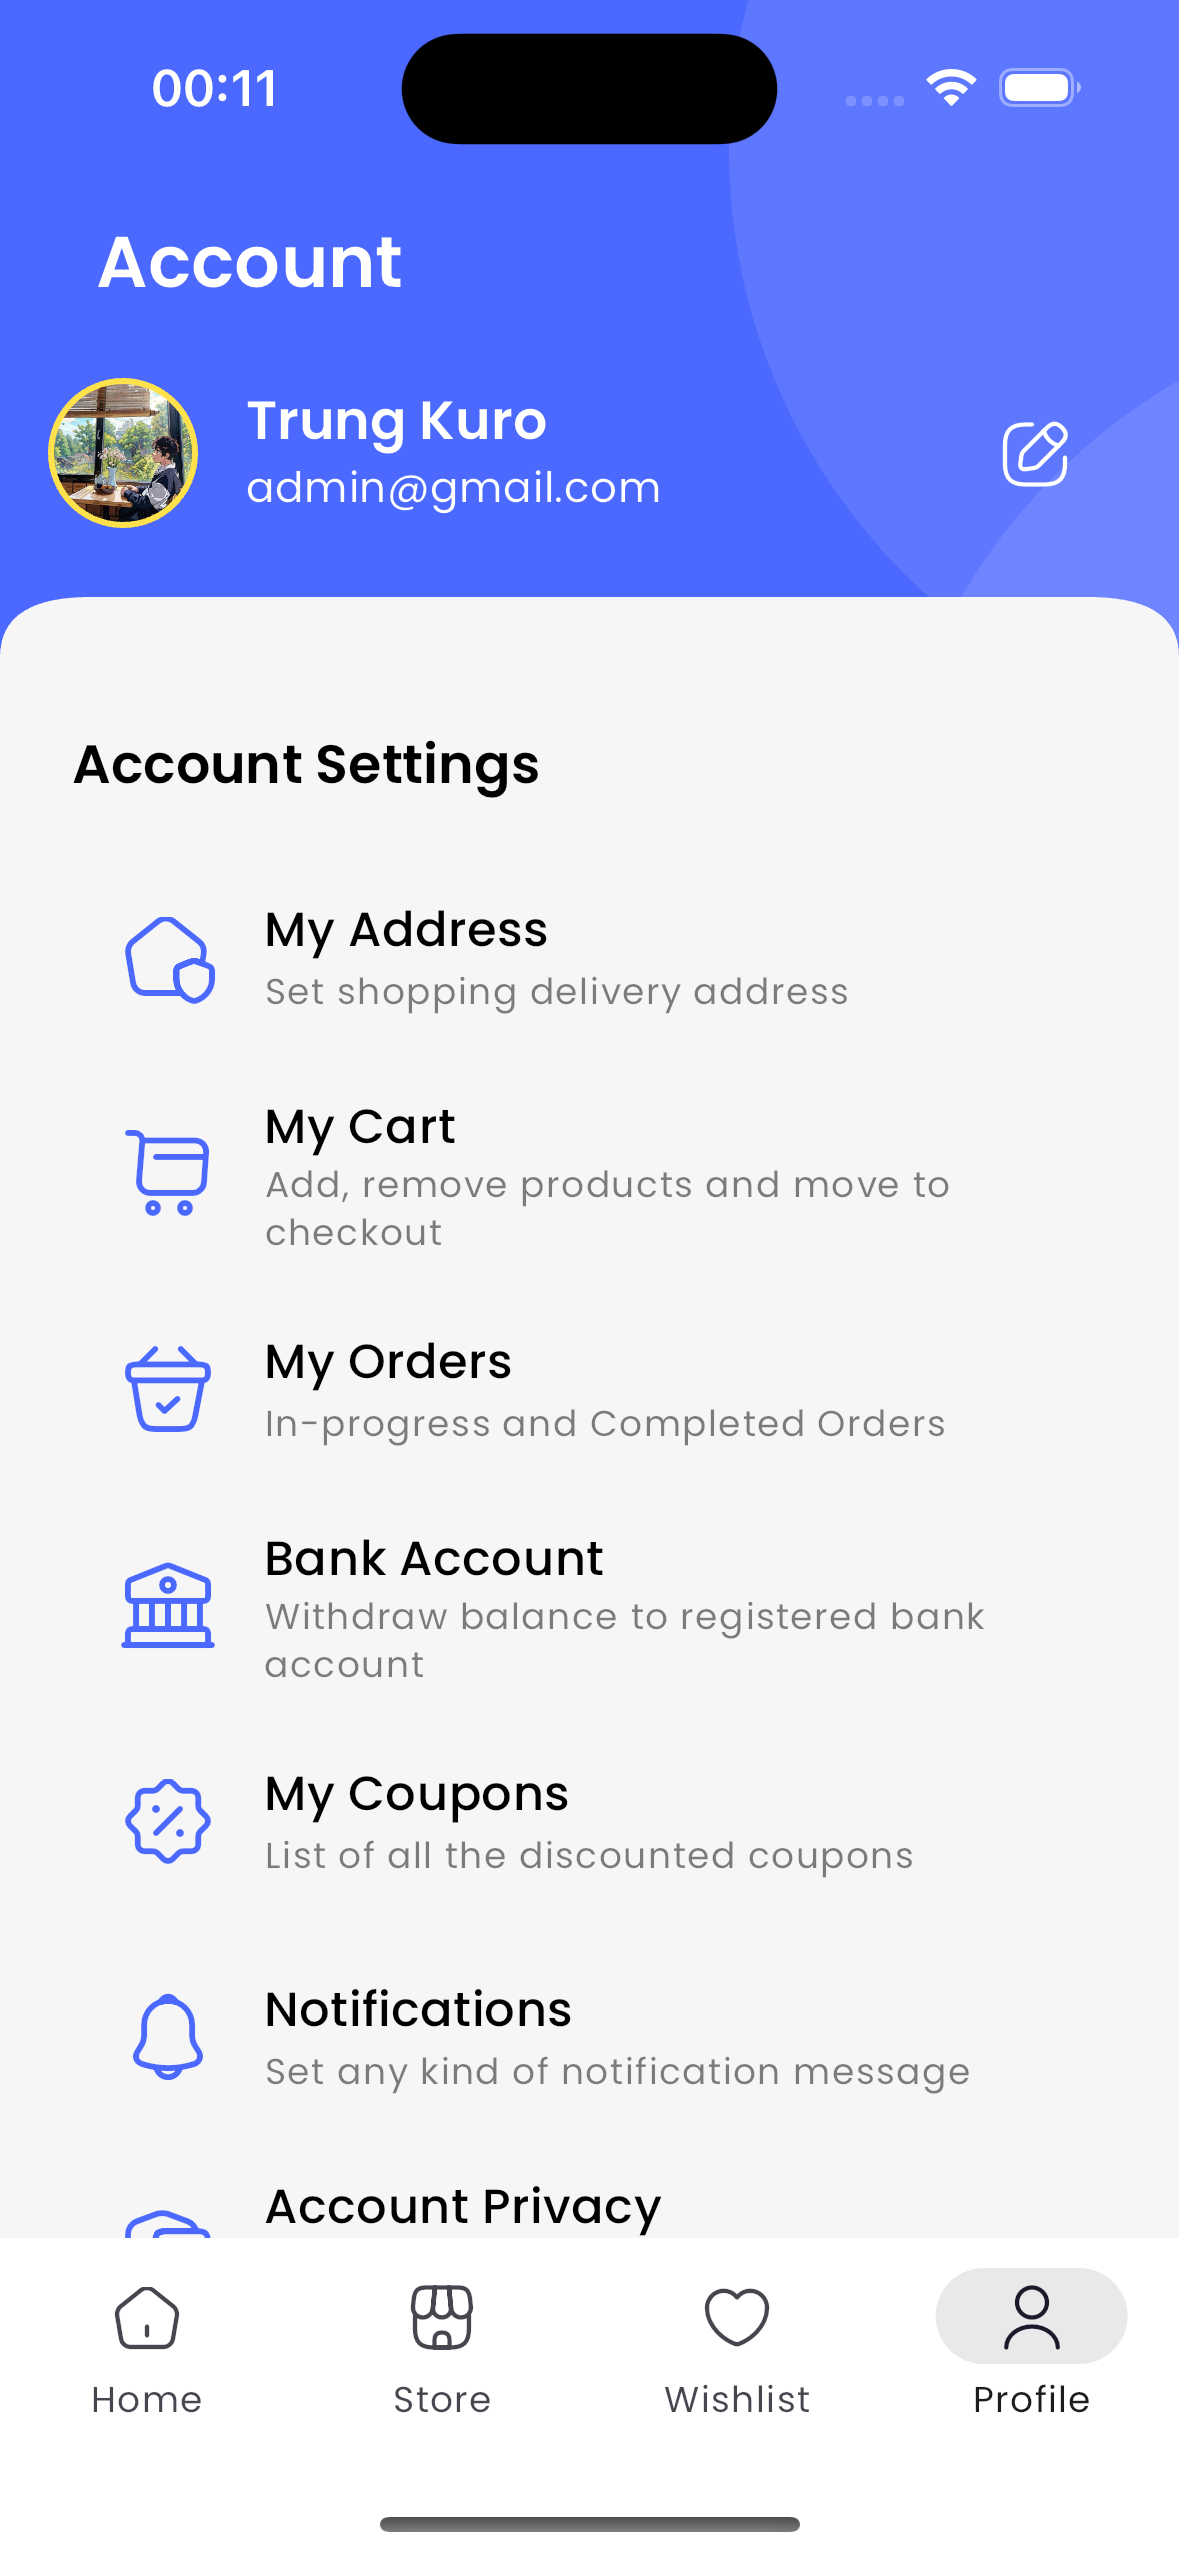 00:11
Account
Trung Kuro
admin@gmail.com
Account Settings
My Address
Set shopping delivery address
My Cart
Add, remove products and move to
checkout
My Orders
In-progress and Completed Orders
Bank Account
Withdraw balance to registered bank
account
My Coupons
List of all the discounted coupons
Notifications
Set any kind of notification message
Account Privacy
Home
Store
Wishlist
Profile